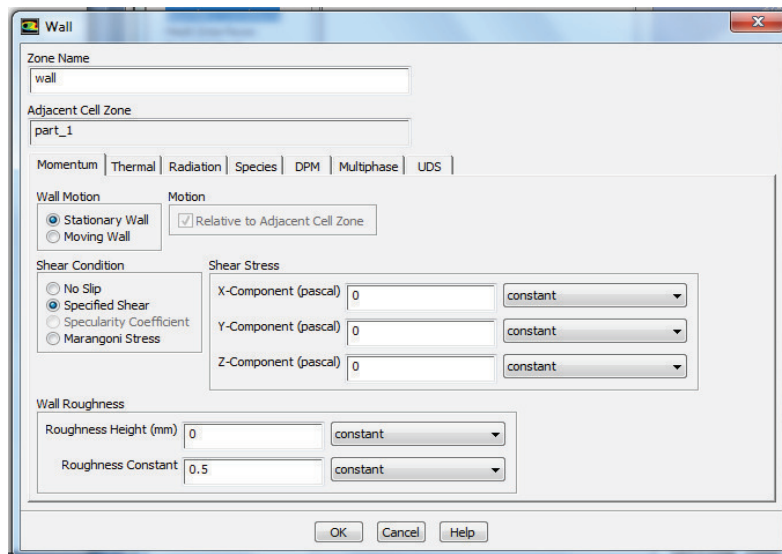 Wall
Zone Name
wall
Adjacent Cell Zone
part_1
Momentum Thermal Radiation Species DPM Multiphase UDS
Wall Motion Motion
Stationary Wall Relative to Adjacent Cell Zone
Moving Wall
Shear Condition Shear Stress
No Slip X-Component (pascal) 0 constant
Specified Shear
Specularity Coefficient Y-Component (pascal) 0 constant
Marangoni Stress
Z-Component (pascal) 0 constant
Wall Roughness
Roughness Height (mm) 0 constant
Roughness Constant 0.5 constant
OK Cancel Help